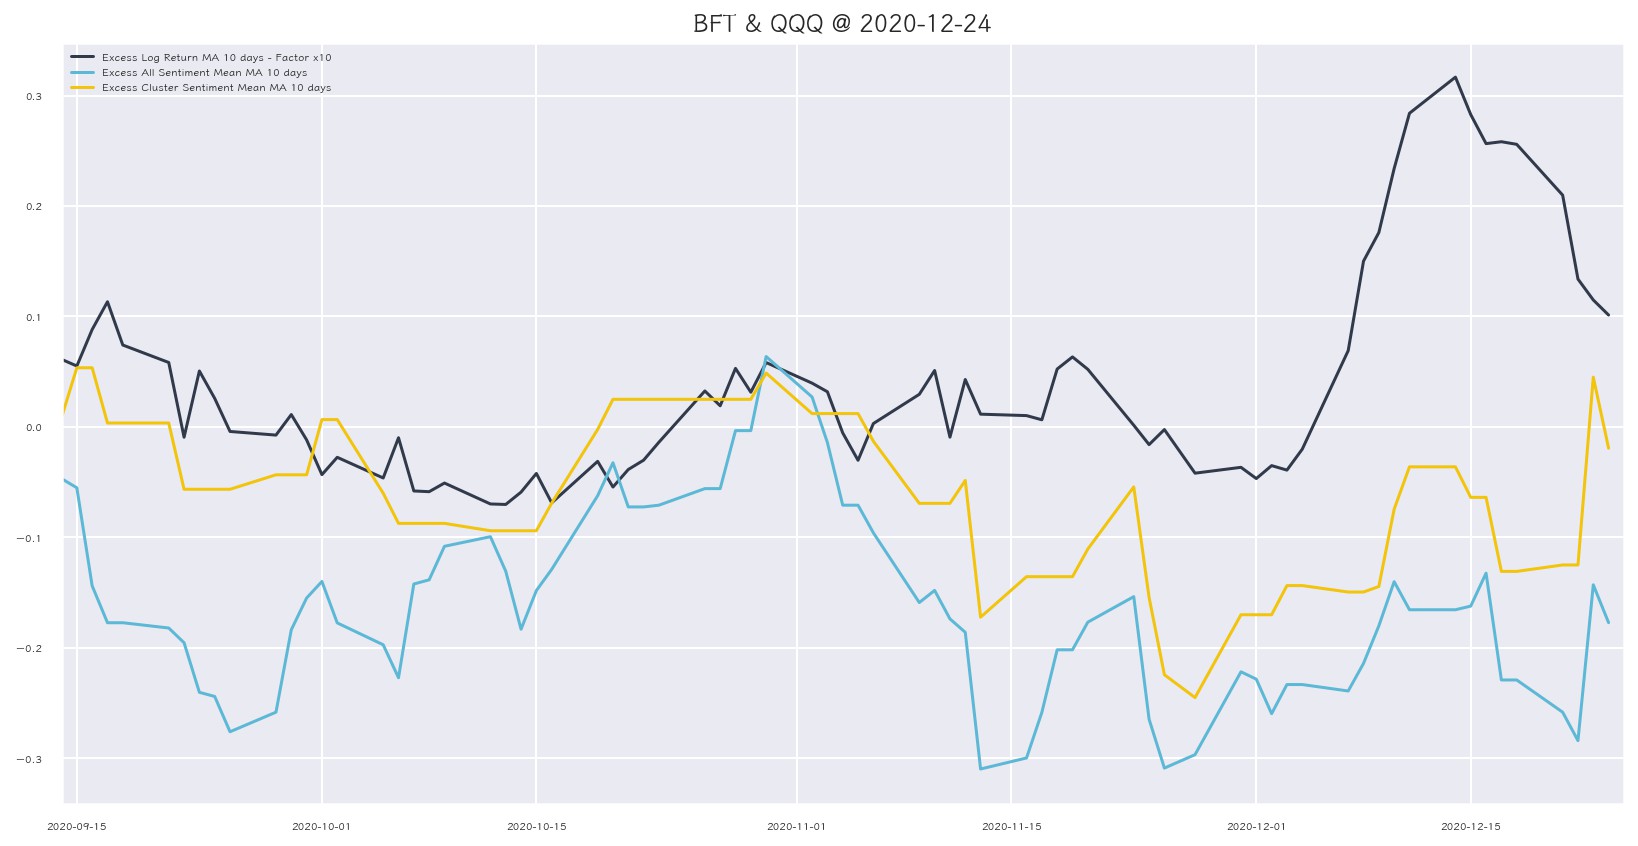 BFT & QQQ @ 2020-12-24
Excess Log Return MA 10 days - Factor x10
Excess All Sentiment Mean MA 10 days
Excess Cluster Sentiment Mean MA 10 days
0.3
0.2
0.1
0.0
−0.1
−0.2
−0.3
2020-09-15 2020-10-01 2020-10-15 2020-11-01 2020-11-15 2020-12-01 2020-12-15